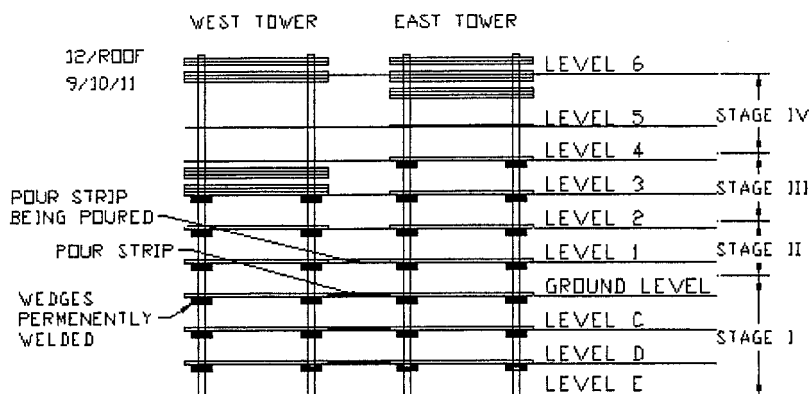 WEST TOWER
EAST TOWER
12/ROOF
9/10/11
LEVEL 6
LEVEL 5
STAGE IV
LEVEL 4
LEVEL 3
STAGE III
POUR STRIP
BEING POURED
LEVEL 2
POUR STRIP
LEVEL 1
STAGE II
GROUND LEVEL
WEDGES
PERMENENTLY
WELDED
LEVEL C
STAGE I
LEVEL D
LEVEL E